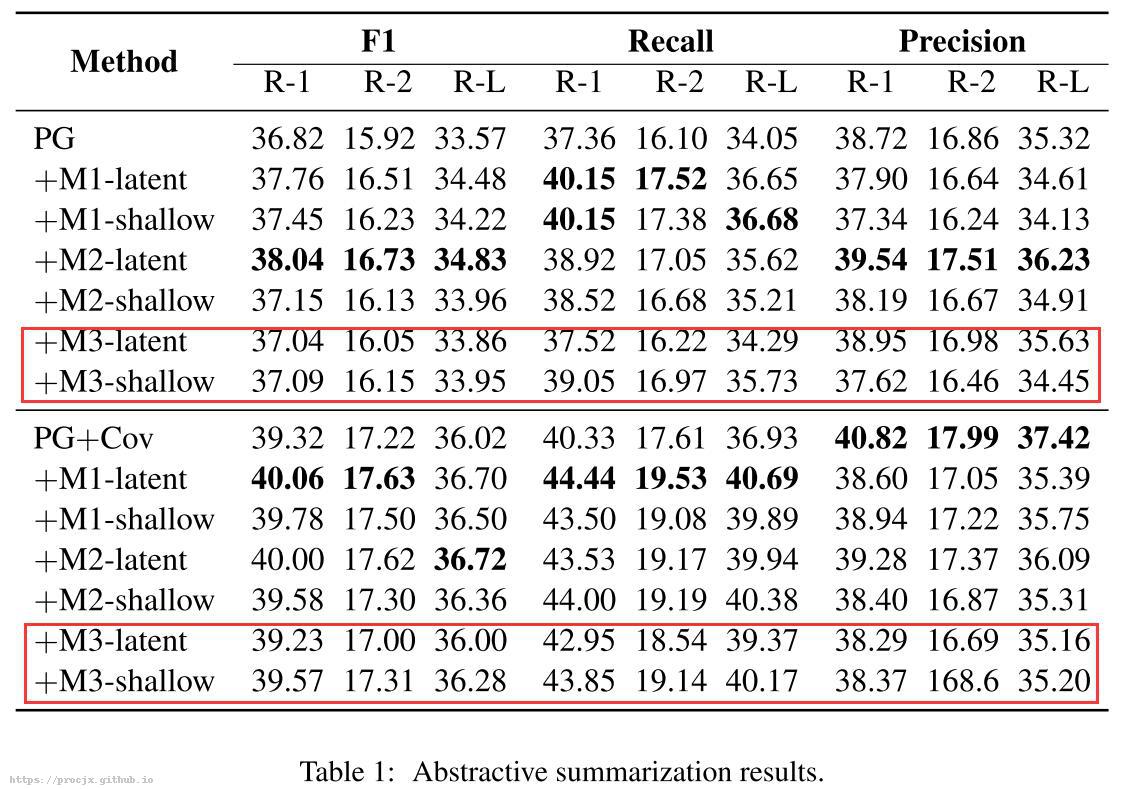 Method F1 Recall Precision
R-1 R-2 R-L R-1 R-2 R-L R-1 R-2 R-L
PG 36.82 15.92 33.57 37.36 16.10 34.05 38.72 16.86 35.32
+M1-latent 37.76 16.51 34.48 40.15 17.52 36.65 37.90 16.64 34.61
+M1-shallow 37.45 16.23 34.22 40.15 17.38 36.68 37.34 16.24 34.13
+M2-latent 38.04 16.73 34.83 38.92 17.05 35.62 39.54 17.51 36.23
+M2-shallow 37.15 16.13 33.96 38.52 16.68 35.21 38.19 16.67 34.91
+M3-latent 37.04 16.05 33.86 37.52 16.22 34.29 38.95 16.98 35.63
+M3-shallow 37.09 16.15 33.95 39.05 16.97 35.73 37.62 16.46 34.45
PG+Cov 39.32 17.22 36.02 40.33 17.61 36.93 40.82 17.99 37.42
+M1-latent 40.06 17.63 36.70 44.44 19.53 40.69 38.60 17.05 35.39
+M1-shallow 39.78 17.50 36.50 43.50 19.08 39.89 38.94 17.22 35.75
+M2-latent 40.00 17.62 36.72 43.53 19.17 39.94 39.28 17.37 36.09
+M2-shallow 39.58 17.30 36.36 44.00 19.19 40.38 38.40 16.87 35.31
+M3-latent 39.23 17.00 36.00 42.95 18.54 39.37 38.29 16.69 35.16
+M3-shallow 39.57 17.31 36.28 43.85 19.14 40.17 38.37 168.6 35.20
Table 1: Abstractive summarization results.
https://procjx.github.io